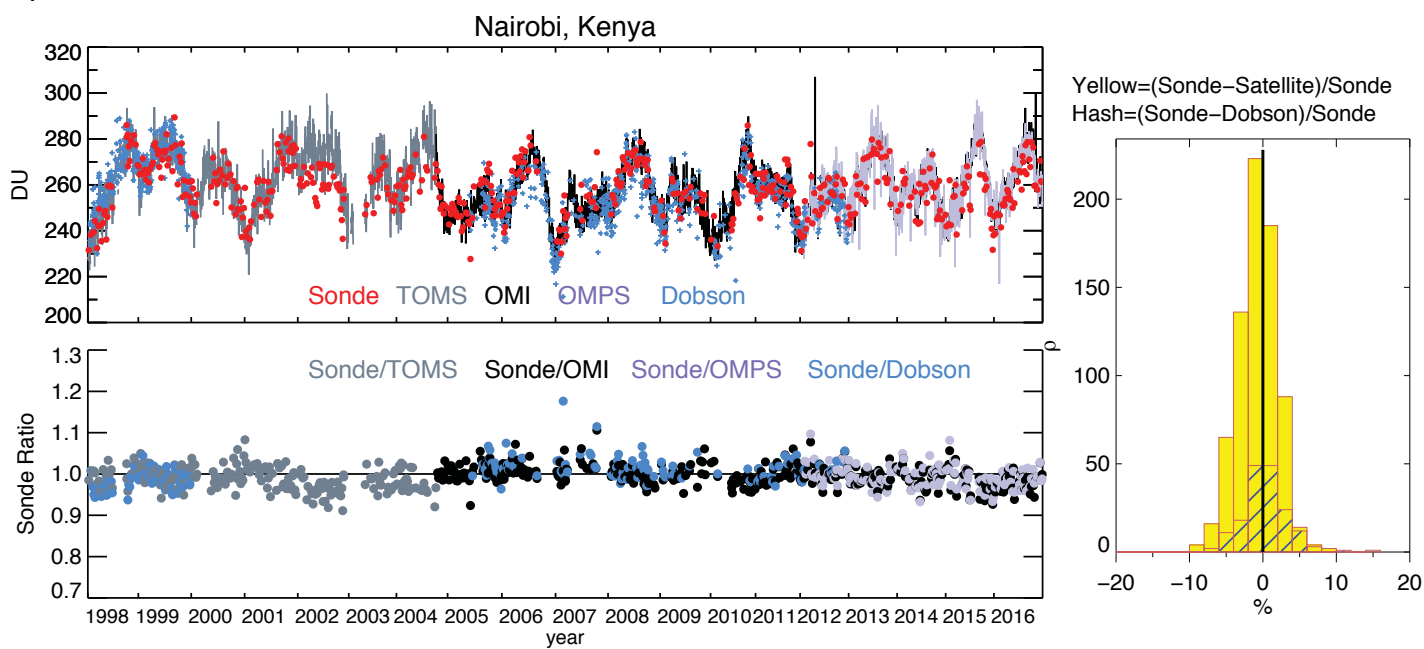 Nairobi, Kenya
320
300
280
260
240
220
200
DU
Sonde TOMS OMI OMPS Dobson
Yellow=(Sonde−Satellite)/Sonde
Hash=(Sonde−Dobson)/Sonde
1.3
1.2
1.1
1.0
0.9
0.8
0.7
Sonde Ratio
Sonde/TOMS Sonde/OMI Sonde/OMPS Sonde/Dobson
ρ
1998 1999 2000 2001 2002 2003 2004 2005 2006 2007 2008 2009 2010 2011 2012 2013 2014 2015 2016
year
200
150
100
50
0
−20 −10 0 10 20
%